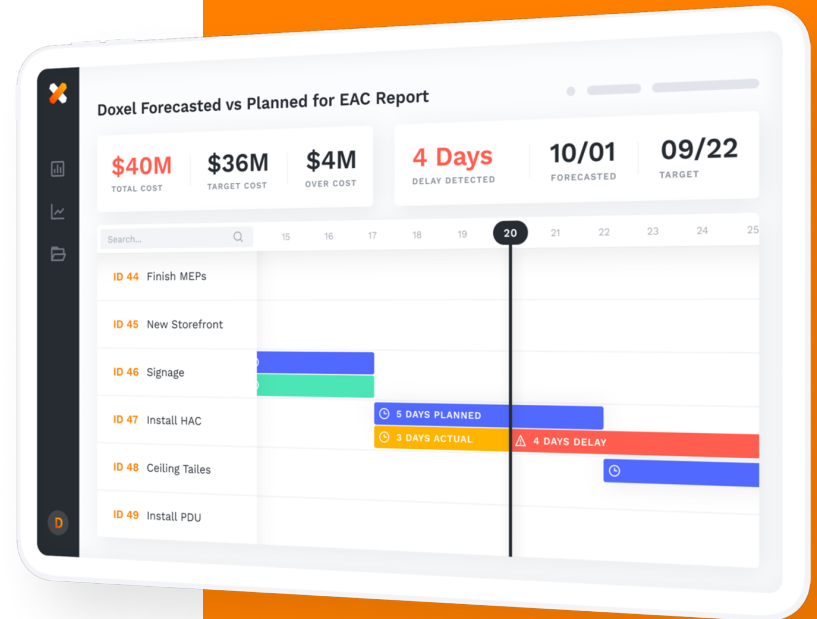 Doxel Forecasted vs Planned for EAC Report
$40M $36M $4M
TOTAL COST TARGET COST OVER COST
4 Days 10/01 09/22
DELAY DETECTED FORECASTED TARGET
Search... 15 16 17 18 19 20 21 22 23 24 25
ID 44 Finish MEPs
ID 45 New Storefront
ID 46 Signage
ID 47 Install HAC
5 DAYS PLANNED
3 DAYS ACTUAL 4 DAYS DELAY
ID 48 Ceiling Tailes
ID 49 Install PDU
D